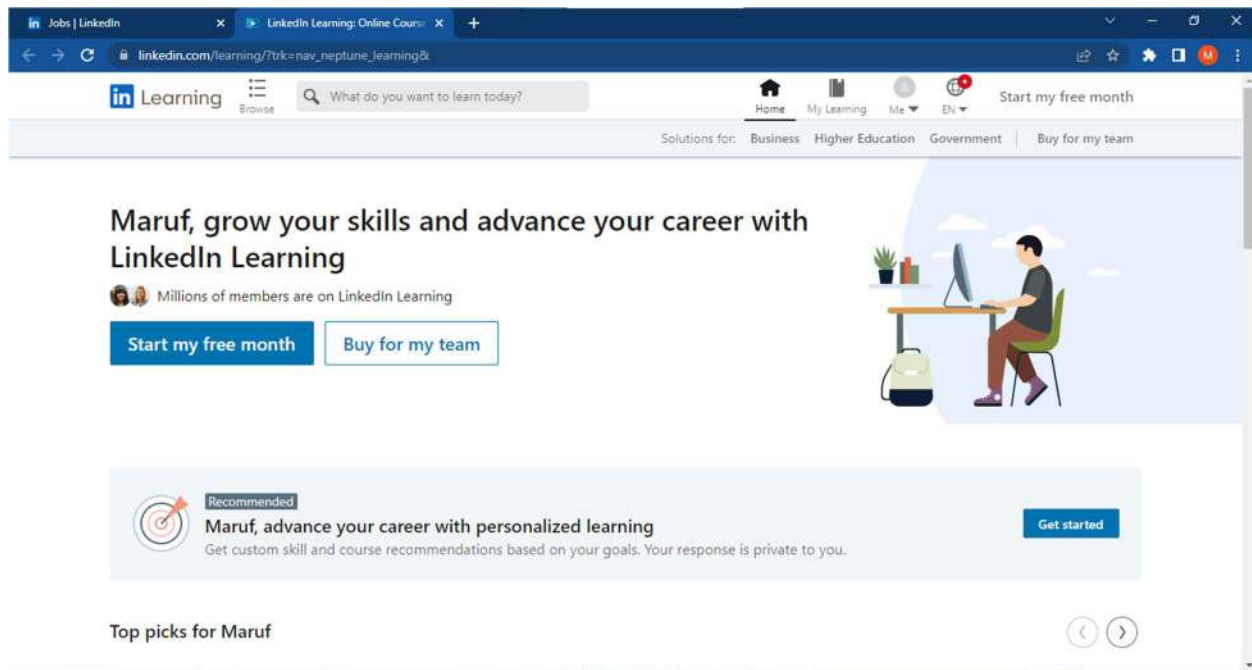 Jobs | LinkedIn
LinkedIn Learning: Online Course
linkedin.com/learning/?trk=nav_neptune_learning&
M
in Learning
Browse
What do you want to learn today?
Home
My Learning
Me
EN
Start my free month
Solutions for: Business Higher Education Government | Buy for my team
Maruf, grow your skills and advance your career with
LinkedIn Learning
Millions of members are on LinkedIn Learning
Start my free month
Buy for my team
Recommended
Maruf, advance your career with personalized learning
Get custom skill and course recommendations based on your goals. Your response is private to you.
Get started
Top picks for Maruf